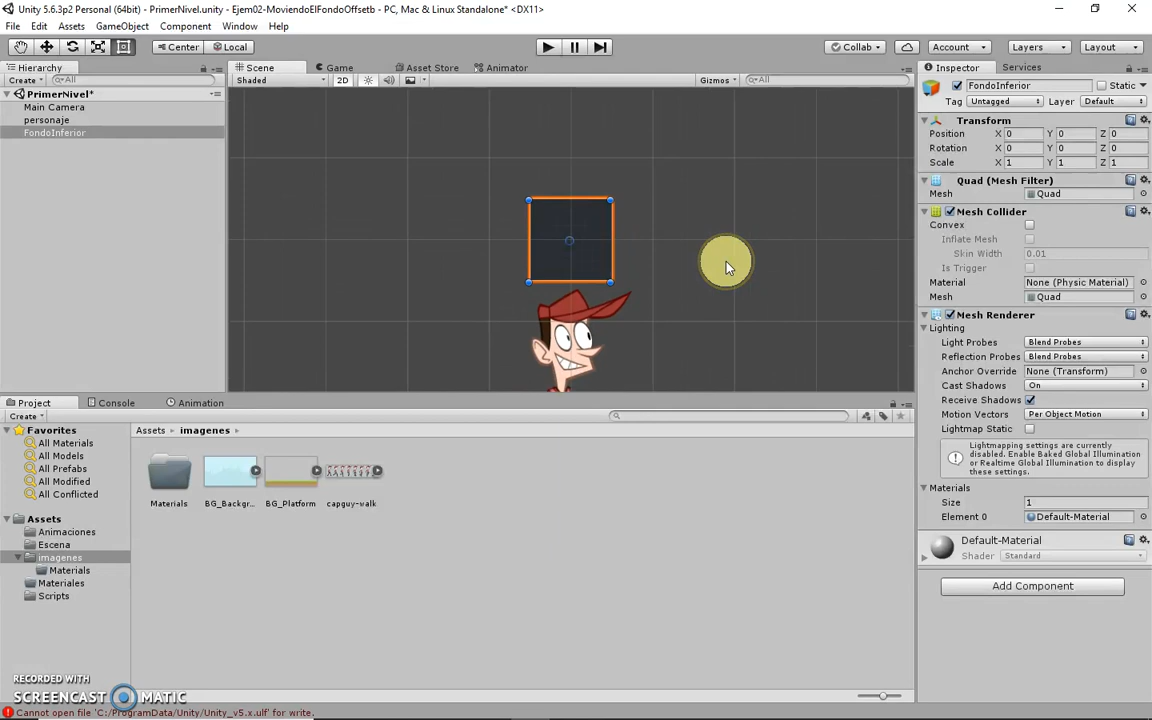 Unity 5.6.3p2 Personal (64bit) - PrimerNivel.unity - Ejem02-MoviendoElFondoOffsetb - PC, Mac & Linux Standalone* <DX11>
File Edit Assets GameObject Component Window Help
Center Local Collab Account Layers Layout
Hierarchy Scene Game Asset Store Animator Inspector Services
Create All Shaded 2D Gizmos All
FondoInferior Static
PrimerNivel*
Tag Untagged Layer Default
Main Camera
personaje
FondoInferior
Transform
Position X 0 Y 0 Z 0
Rotation X 0 Y 0 Z 0
Scale X 1 Y 1 Z 1
Quad (Mesh Filter)
Mesh Quad
Mesh Collider
Convex
Inflate Mesh
Skin Width 0.01
Is Trigger
Material None (Physic Material)
Mesh Quad
Mesh Renderer
Lighting
Light Probes Blend Probes
Reflection Probes Blend Probes
Anchor Override None (Transform)
Cast Shadows On
Receive Shadows
Motion Vectors Per Object Motion
Lightmap Static
Lightmapping settings are currently
disabled. Enable Baked Global Illumination
or Realtime Global Illumination to display
these settings.
Materials
Size 1
Element 0 Default-Material
Default-Material
Shader Standard
Add Component
Project Console Animation
Create
Favorites
All Materials
All Models
All Prefabs
All Modified
All Conflicted
Assets
Animaciones
Escena
imagenes
Materials
Materiales
Scripts
Assets imagenes
Materials BG_Backgr... BG_Platform capguy-walk
RECORDED WITH
SCREENCAST MATIC
Cannot open file 'C:/ProgramData/Unity/Unity_v5.x.ulf' for write.